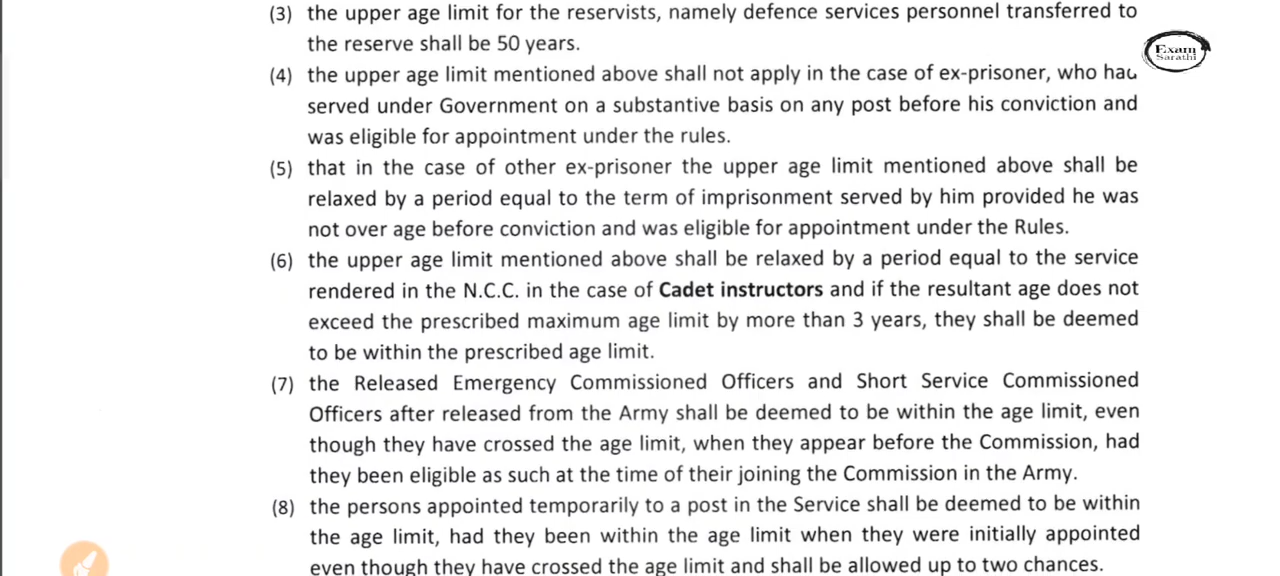 (3) the upper age limit for the reservists, namely defence services personnel transferred to
the reserve shall be 50 years.
Exam
Sarathi
(4) the upper age limit mentioned above shall not apply in the case of ex-prisoner, who had
served under Government on a substantive basis on any post before his conviction and
was eligible for appointment under the rules.
(5) that in the case of other ex-prisoner the upper age limit mentioned above shall be
relaxed by a period equal to the term of imprisonment served by him provided he was
not over age before conviction and was eligible for appointment under the Rules.
(6) the upper age limit mentioned above shall be relaxed by a period equal to the service
rendered in the N.C.C. in the case of Cadet instructors and if the resultant age does not
exceed the prescribed maximum age limit by more than 3 years, they shall be deemed
to be within the prescribed age limit.
(7) the Released Emergency Commissioned Officers and Short Service Commissioned
Officers after released from the Army shall be deemed to be within the age limit, even
though they have crossed the age limit, when they appear before the Commission, had
they been eligible as such at the time of their joining the Commission in the Army.
(8) the persons appointed temporarily to a post in the Service shall be deemed to be within
the age limit, had they been within the age limit when they were initially appointed
even though they have crossed the age limit and shall be allowed up to two chances.